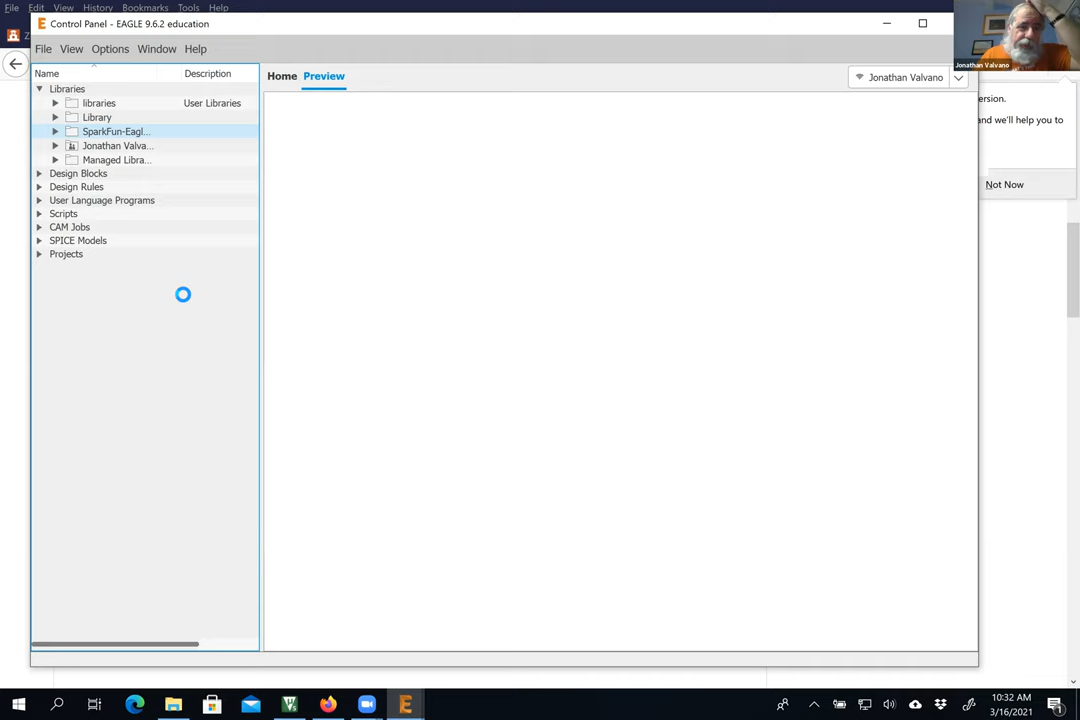 File Edit View History Bookmarks Tools Help
Control Panel - EAGLE 9.6.2 education
File View Options Window Help
Name Description
Home Preview
Jonathan Valvano
Jonathan Valvano
Libraries
libraries User Libraries
Library
SparkFun-Eagl...
Jonathan Valva...
Managed Libra...
Design Blocks
Design Rules
User Language Programs
Scripts
CAM Jobs
SPICE Models
Projects
ersion.
and we'll help you to
Not Now
10:32 AM
3/16/2021
1